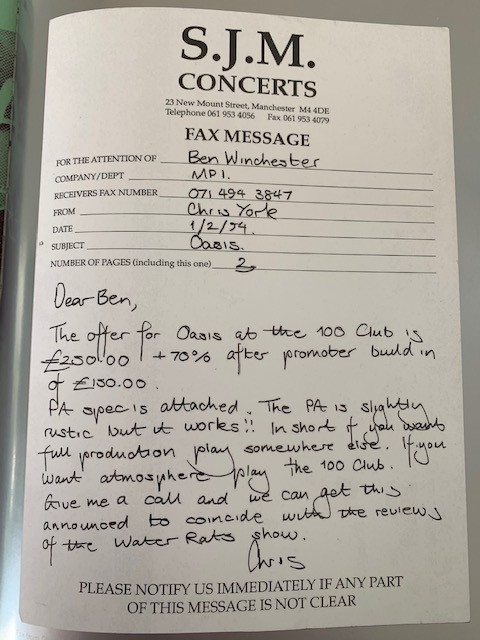 S.J.M.
CONCERTS
23 New Mount Street, Manchester M4 4DE
Telephone 061 953 4056 Fax 061 953 4079
FAX MESSAGE
FOR THE ATTENTION OF Ben Winchester
COMPANY/DEPT MPI.
RECEIVERS FAX NUMBER 071 494 3847
FROM Chris York
DATE 1/2/94.
SUBJECT Oasis.
NUMBER OF PAGES (including this one) 2
Dear Ben,
The offer for Oasis at the 100 Club is
£250.00 + 70% after promoter build in
of £150.00.
PA spec is attached. The PA is slightly
rustic but it works!! In short if you want
full production play somewhere else. If you
want atmosphere play the 100 Club.
Give me a call and we can get this
announced to coincide with the reviews
of the Water Rats show.
Chris
PLEASE NOTIFY US IMMEDIATELY IF ANY PART
OF THIS MESSAGE IS NOT CLEAR